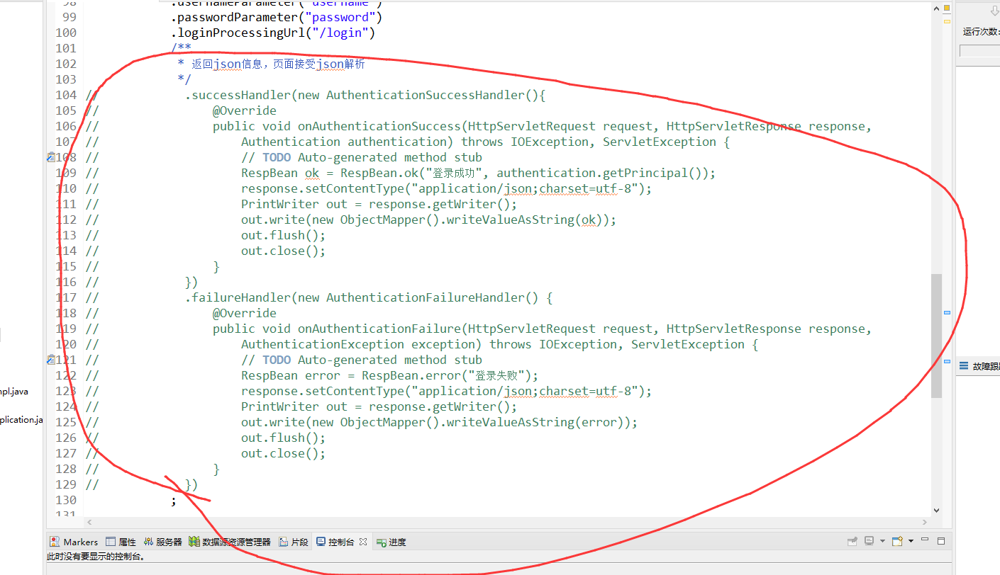 98 .usernameParameter("username")
99 .passwordParameter("password")
100 .loginProcessingUrl("/login")
101 /**
102 * 返回json信息，页面接受json解析
103 */
104 // .successHandler(new AuthenticationSuccessHandler(){
105 // @Override
106 // public void onAuthenticationSuccess(HttpServletRequest request, HttpServletResponse response,
107 // Authentication authentication) throws IOException, ServletException {
108 // // TODO Auto-generated method stub
109 // RespBean ok = RespBean.ok("登录成功", authentication.getPrincipal());
110 // response.setContentType("application/json;charset=utf-8");
111 // PrintWriter out = response.getWriter();
112 // out.write(new ObjectMapper().writeValueAsString(ok));
113 // out.flush();
114 // out.close();
115 // }
116 // })
117 // .failureHandler(new AuthenticationFailureHandler() {
118 // @Override
119 // public void onAuthenticationFailure(HttpServletRequest request, HttpServletResponse response,
120 // AuthenticationException exception) throws IOException, ServletException {
121 // // TODO Auto-generated method stub
122 // RespBean error = RespBean.error("登录失败");
123 // response.setContentType("application/json;charset=utf-8");
124 // PrintWriter out = response.getWriter();
125 // out.write(new ObjectMapper().writeValueAsString(error));
126 // out.flush();
127 // out.close();
128 // }
129 // })
130 ;
131
运行次数:
故障跟
mpl.java
plication.ja
Markers 属性 服务器 数据源资源管理器 片段 控制台 进度
此时没有要显示的控制台。